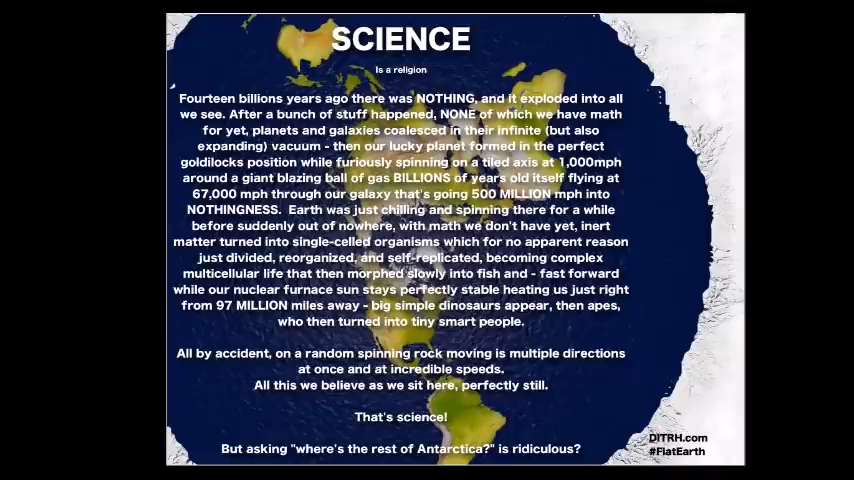 SCIENCE
Is a religion
Fourteen billions years ago there was NOTHING, and it exploded into all
we see. After a bunch of stuff happened, NONE of which we have math
for yet, planets and galaxies coalesced in their infinite (but also
expanding) vacuum - then our lucky planet formed in the perfect
goldilocks position while furiously spinning on a tiled axis at 1,000mph
around a giant blazing ball of gas BILLIONS of years old itself flying at
67,000 mph through our galaxy that's going 500 MILLION mph into
NOTHINGNESS. Earth was just chilling and spinning there for a while
before suddenly out of nowhere, with math we don't have yet, inert
matter turned into single-celled organisms which for no apparent reason
just divided, reorganized, and self-replicated, becoming complex
multicellular life that then morphed slowly into fish and - fast forward
while our nuclear furnace sun stays perfectly stable heating us just right
from 97 MILLION miles away - big simple dinosaurs appear, then apes,
who then turned into tiny smart people.
All by accident, on a random spinning rock moving is multiple directions
at once and at incredible speeds.
All this we believe as we sit here, perfectly still.
That's science!
But asking "where's the rest of Antarctica?" is ridiculous?
DITRH.com
#FlatEarth